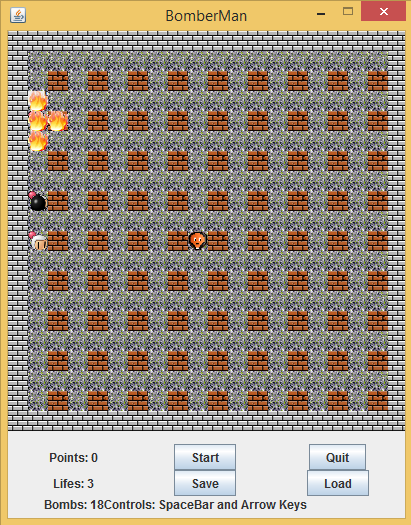 BomberMan
Points: 0 Start Quit
Lifes: 3 Save Load
Bombs: 18Controls: SpaceBar and Arrow Keys